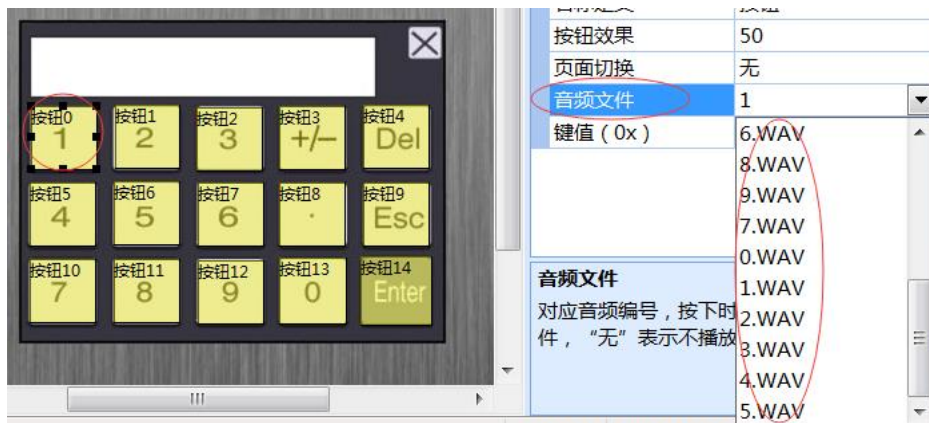 按钮0 按钮1 按钮2 按钮3 按钮4
1 2 3 +/- Del
按钮5 按钮6 按钮7 按钮8 按钮9
4 5 6 . Esc
按钮10 按钮11 按钮12 按钮13 按钮14
7 8 9 0 Enter
按钮效果 50
页面切换 无
音频文件 1
键值(0x)
6.WAV
8.WAV
9.WAV
7.WAV
0.WAV
1.WAV
2.WAV
3.WAV
4.WAV
5.WAV
音频文件
对应音频编号，按下时
件，“无”表示不播放